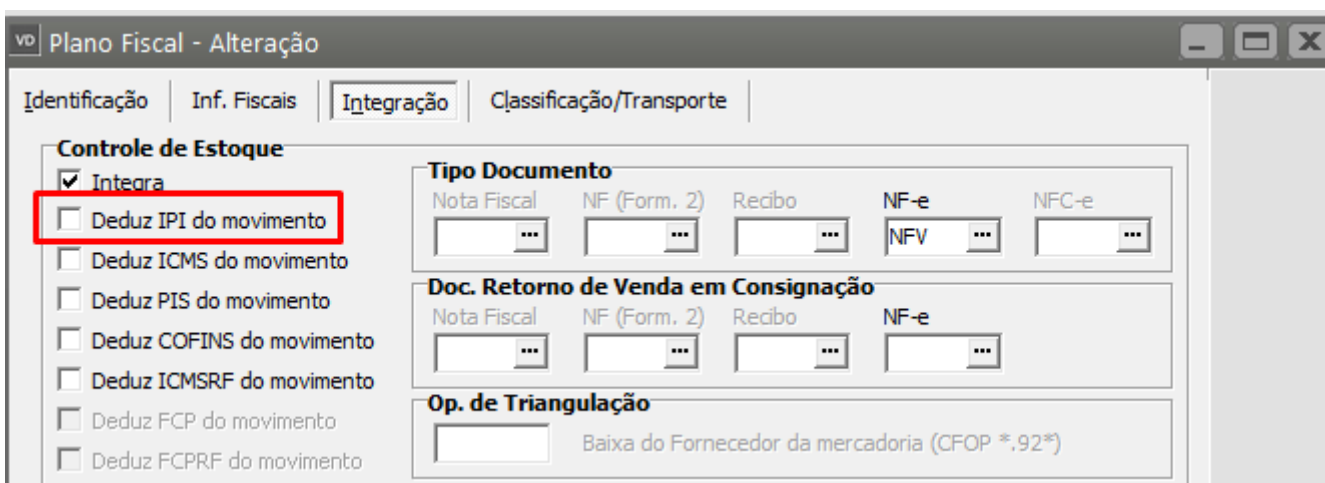 VD Plano Fiscal - Alteração
Identificação Inf. Fiscais Integração Classificação/Transporte
Controle de Estoque
Integra
Deduz IPI do movimento
Deduz ICMS do movimento
Deduz PIS do movimento
Deduz COFINS do movimento
Deduz ICMSRF do movimento
Deduz FCP do movimento
Deduz FCPRF do movimento
Tipo Documento
Nota Fiscal NF (Form. 2) Recibo NF-e NFC-e
... ... ... NFV ... ...
Doc. Retorno de Venda em Consignação
Nota Fiscal NF (Form. 2) Recibo NF-e
... ... ... ...
Op. de Triangulação
Baixa do Fornecedor da mercadoria (CFOP *.92*)